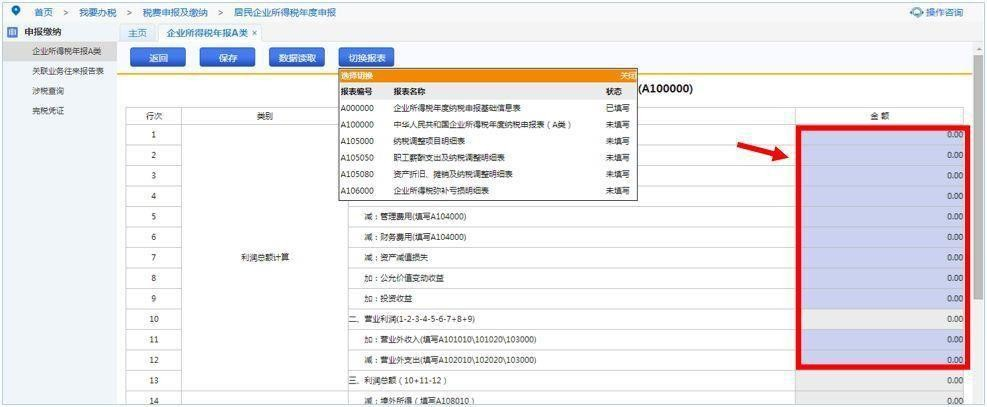 首页 > 我要办税 > 税费申报及缴纳 > 居民企业所得税年度申报
操作咨询
申报缴纳
企业所得税年报A类
关联业务往来报告表
涉税查询
完税凭证
主页 企业所得税年报A类 ×
返回 保存 数据读取 切换报表
选择切换 关闭
报表编号 报表名称 状态
A000000 企业所得税年度纳税申报基础信息表 已填写
A100000 中华人民共和国企业所得税年度纳税申报表（A类） 未填写
A105000 纳税调整项目明细表 未填写
A105050 职工薪酬支出及纳税调整明细表 未填写
A105080 资产折旧、摊销及纳税调整明细表 未填写
A106000 企业所得税弥补亏损明细表 未填写
(A100000)
行次 类别 金 额
1 0.00
2 0.00
3 0.00
4 0.00
5 减：管理费用(填写A104000) 0.00
6 减：财务费用(填写A104000) 0.00
7 利润总额计算 减：资产减值损失 0.00
8 加：公允价值变动收益 0.00
9 加：投资收益 0.00
10 二、营业利润(1-2-3-4-5-6-7+8+9) 0.00
11 加：营业外收入(填写A101010\101020\103000) 0.00
12 减：营业外支出(填写A102010\102020\103000) 0.00
13 三、利润总额（10+11-12） 0.00
14 减：境外所得（填写A108010） 0.00